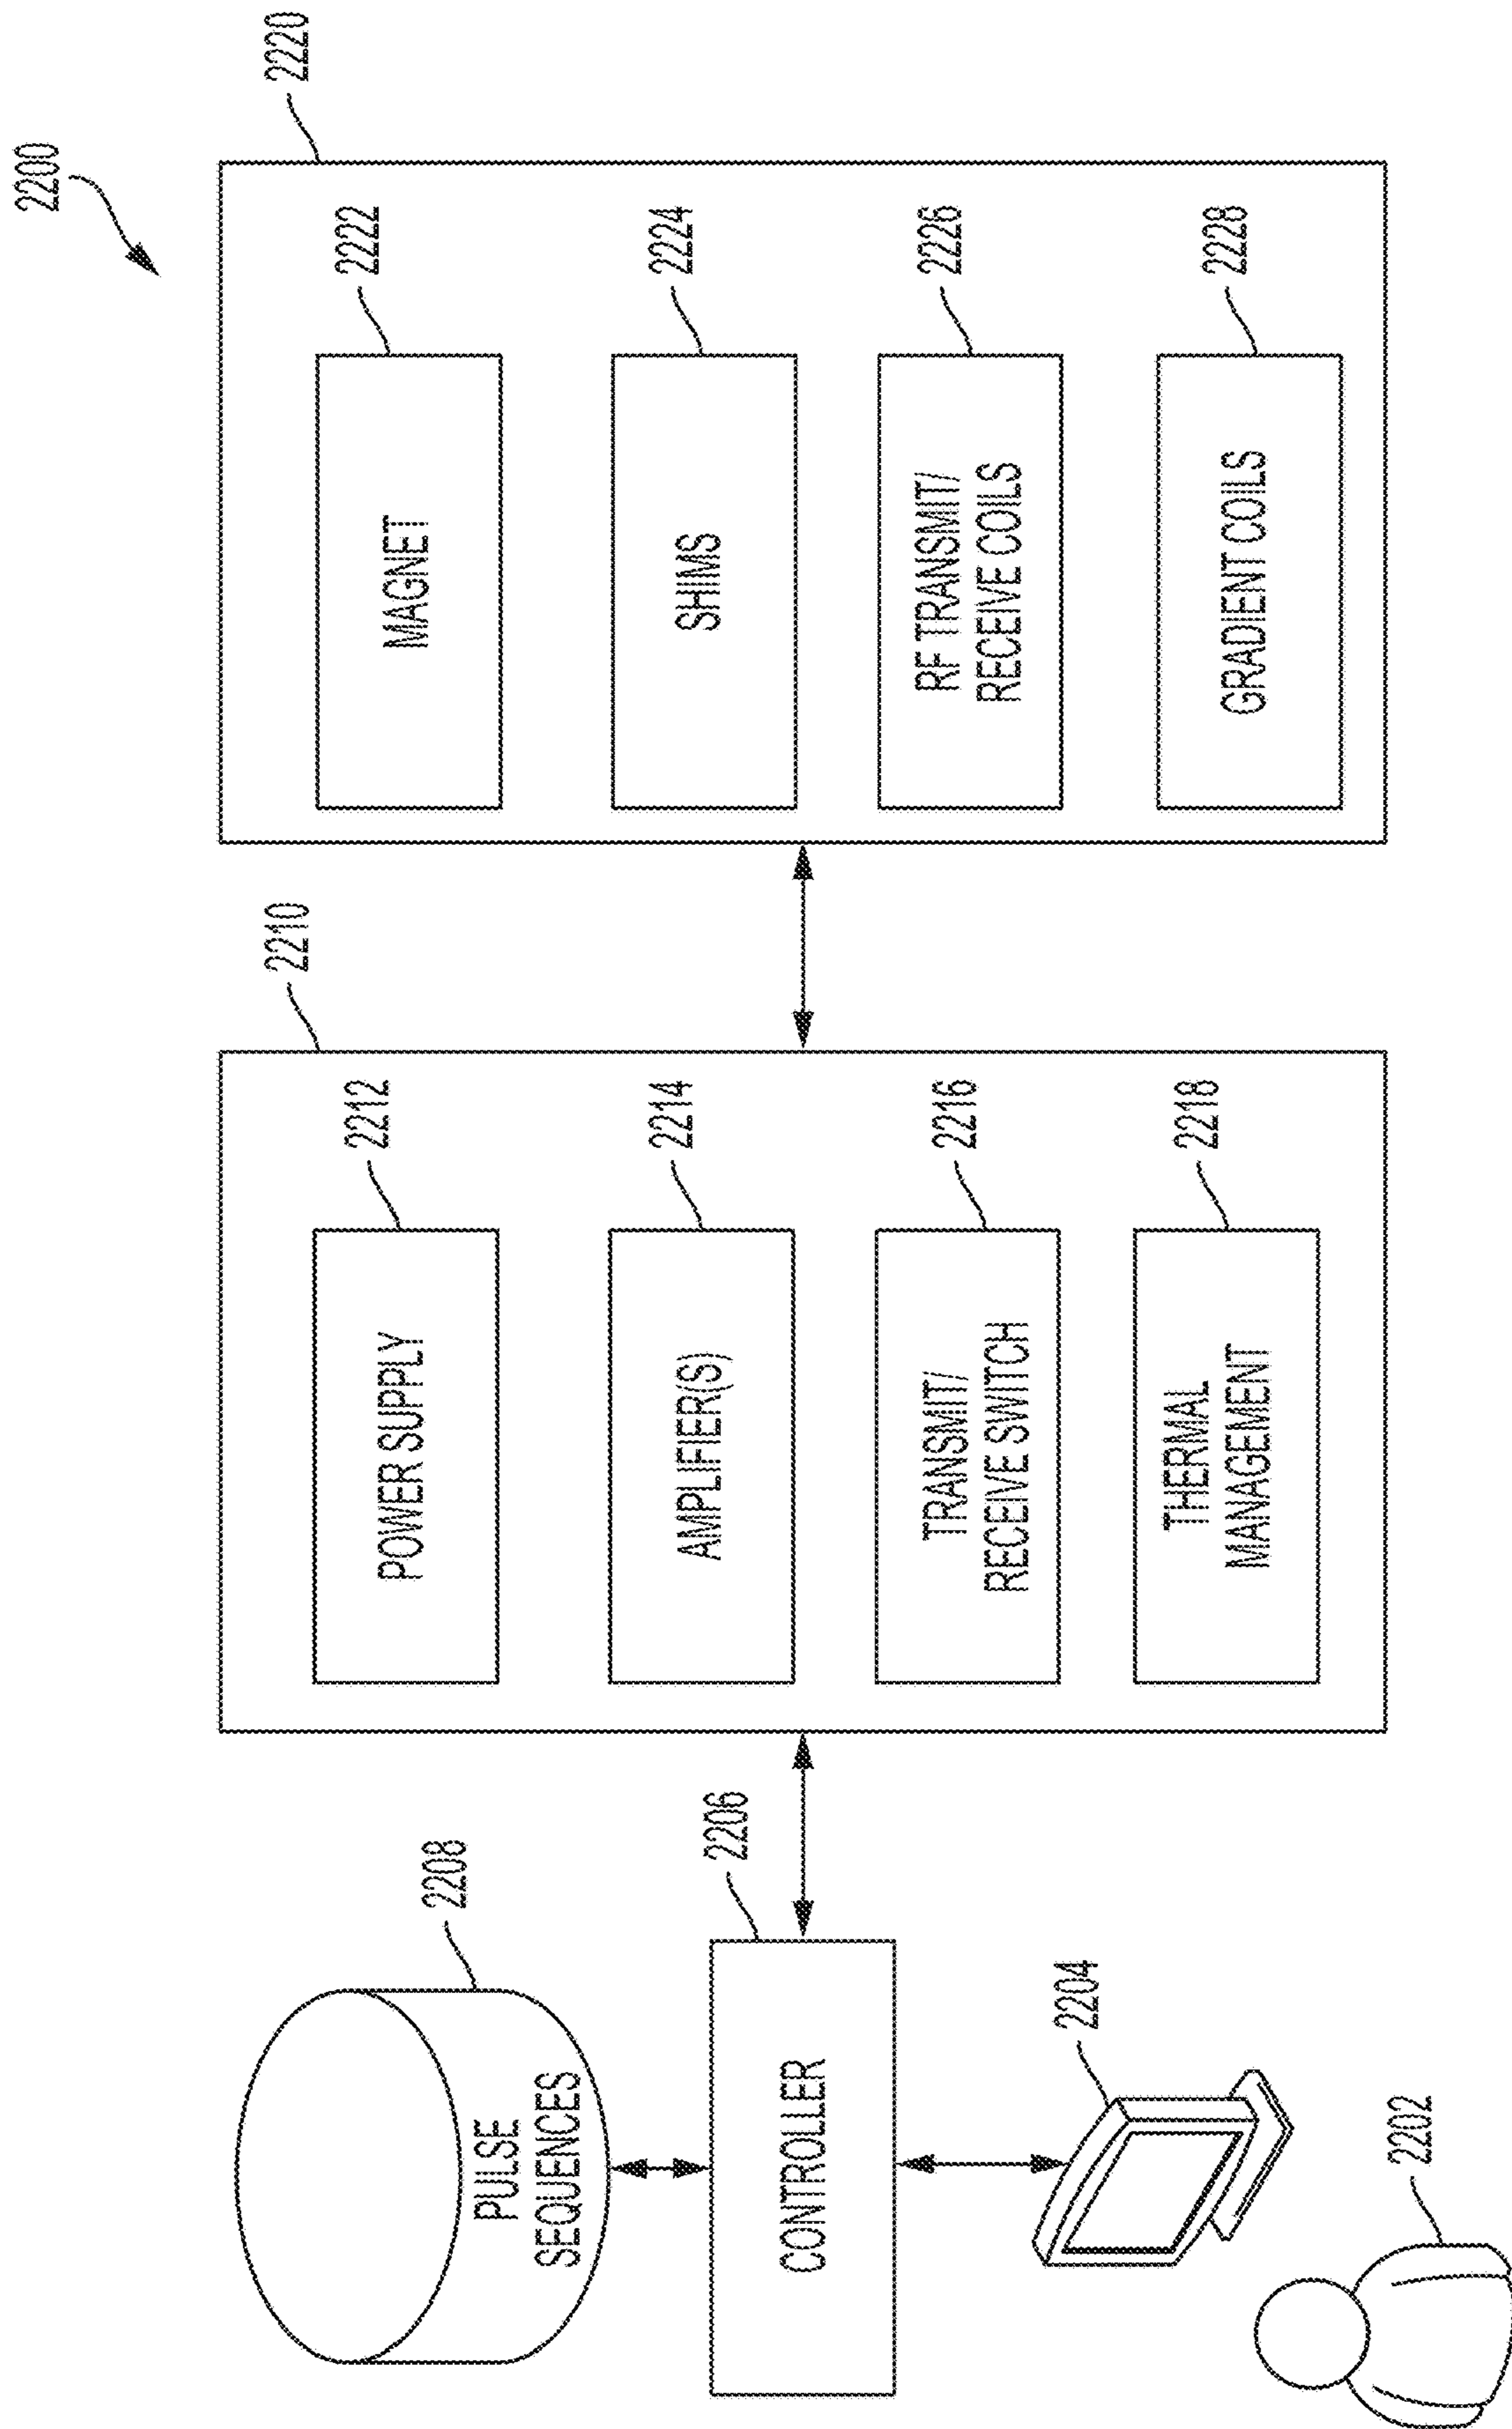 2200
2220
2222
MAGNET
2224
SHIMS
2226
RF TRANSMIT/
RECEIVE COILS
2228
GRADIENT COILS
2210
2212
POWER SUPPLY
2214
AMPLIFIER(S)
2216
TRANSMIT/
RECEIVE SWITCH
2218
THERMAL
MANAGEMENT
2208
PULSE
SEQUENCES
2206
CONTROLLER
2204
2202